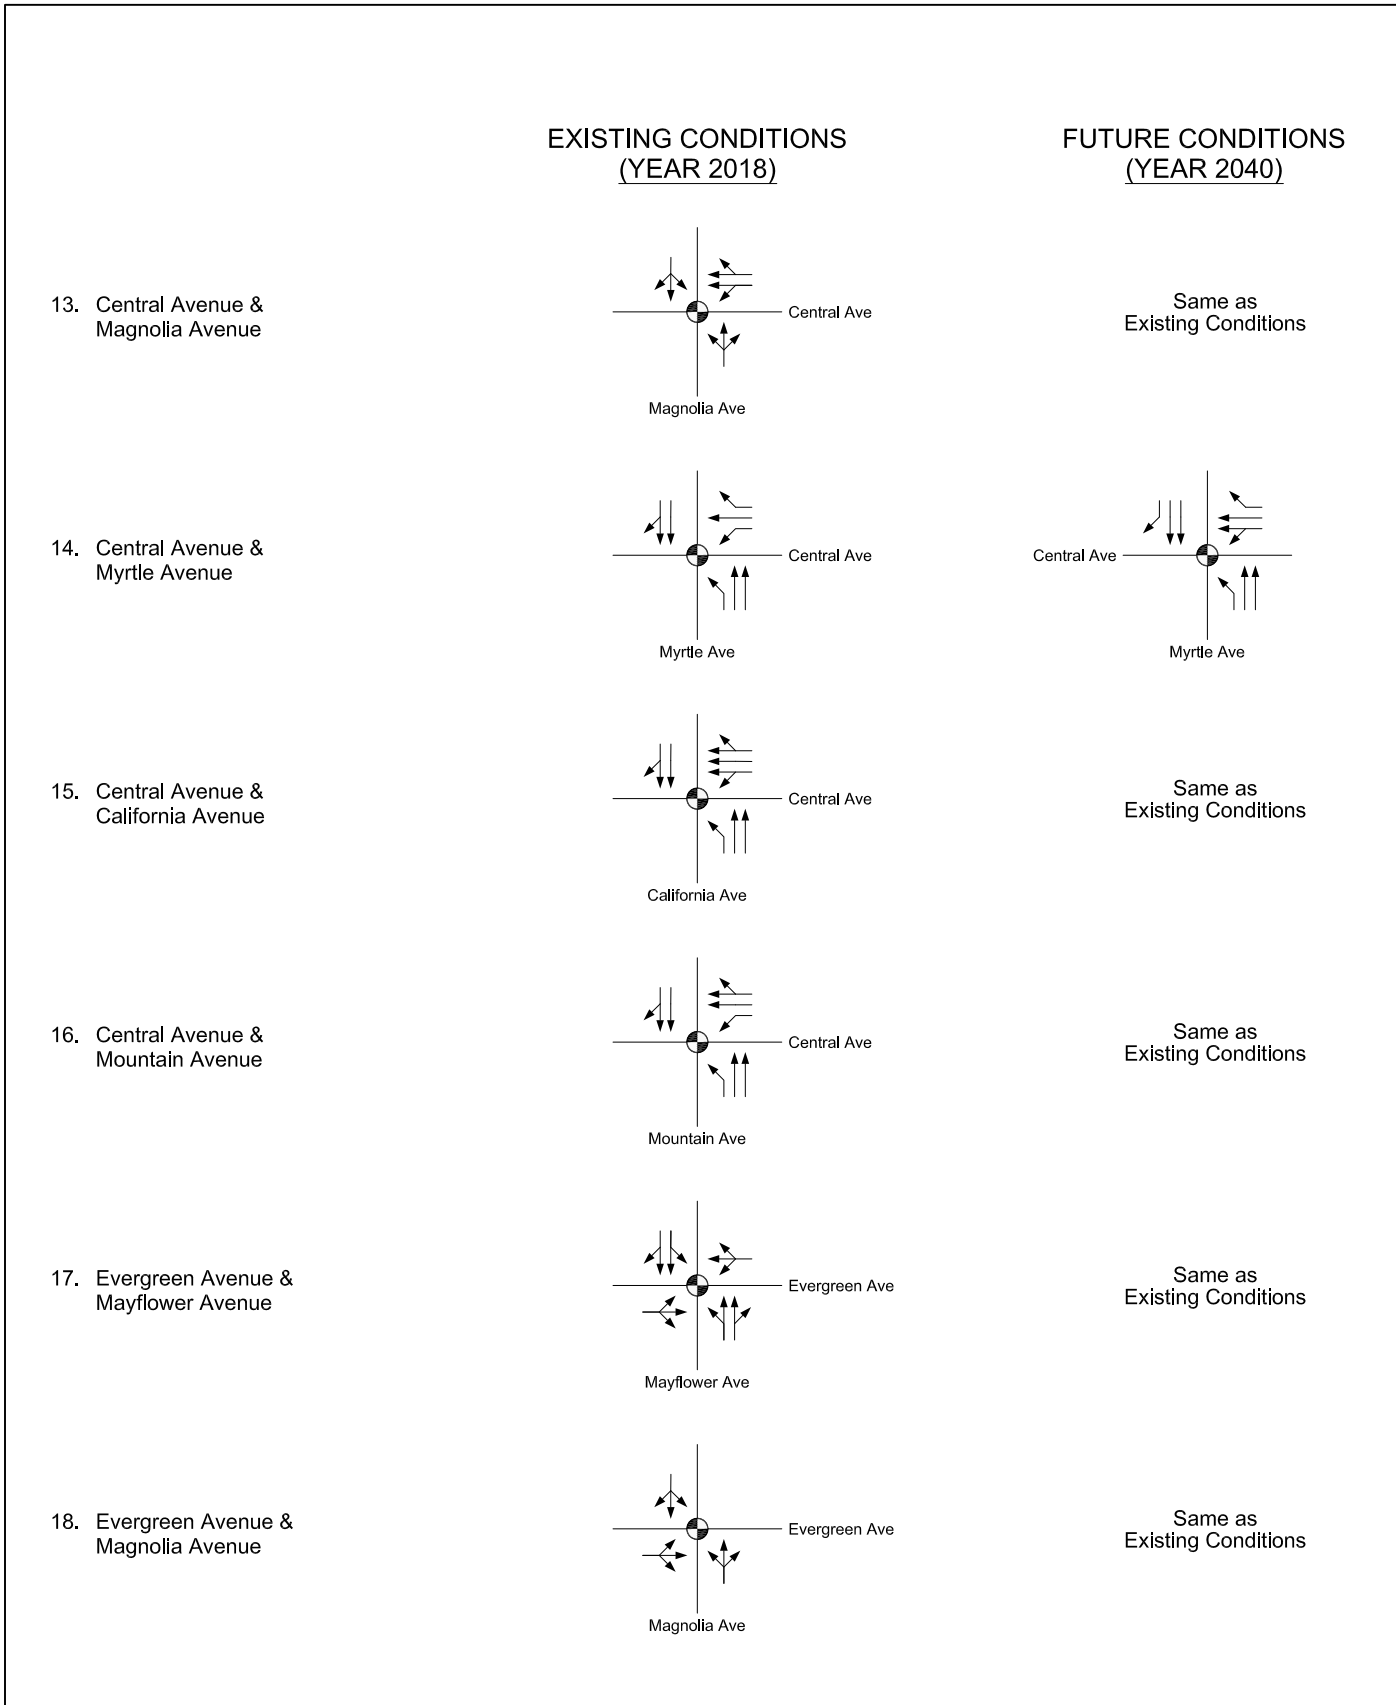 EXISTING CONDITIONS
(YEAR 2018)
FUTURE CONDITIONS
(YEAR 2040)
13. Central Avenue &
Magnolia Avenue
Central Ave
Magnolia Ave
Same as
Existing Conditions
14. Central Avenue &
Myrtle Avenue
Central Ave
Myrtle Ave
Central Ave
Myrtle Ave
15. Central Avenue &
California Avenue
Central Ave
California Ave
Same as
Existing Conditions
16. Central Avenue &
Mountain Avenue
Central Ave
Mountain Ave
Same as
Existing Conditions
17. Evergreen Avenue &
Mayflower Avenue
Evergreen Ave
Mayflower Ave
Same as
Existing Conditions
18. Evergreen Avenue &
Magnolia Avenue
Evergreen Ave
Magnolia Ave
Same as
Existing Conditions